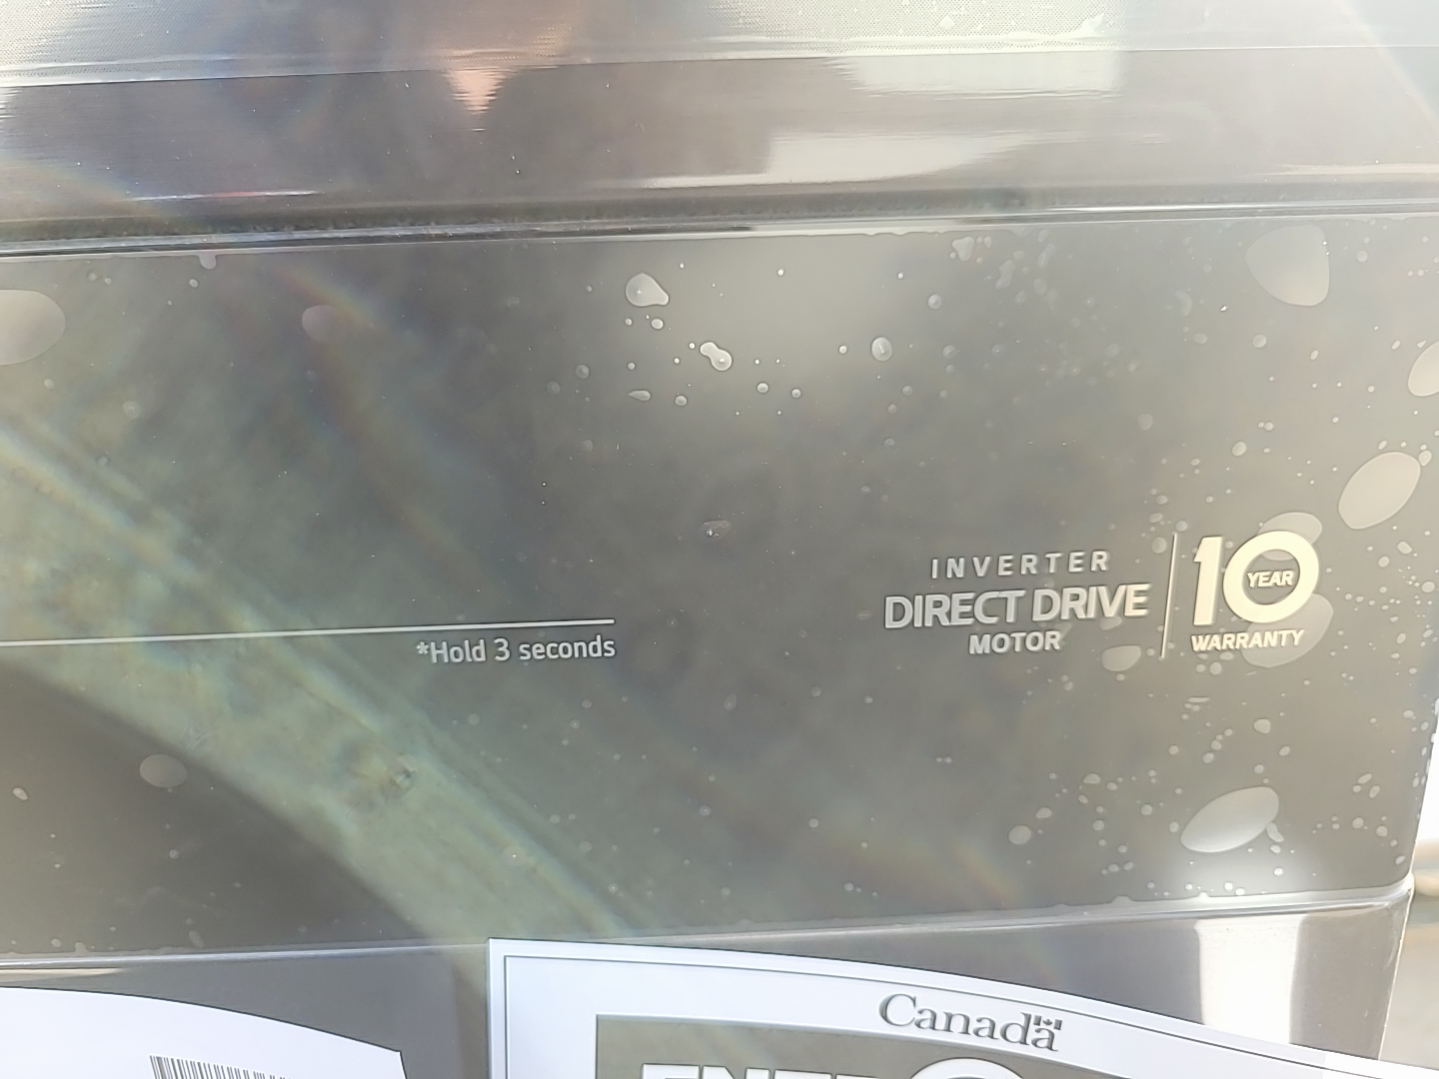 INVERTER
DIRECT DRIVE
MOTOR
10
YEAR
WARRANTY
*Hold 3 seconds
Canada